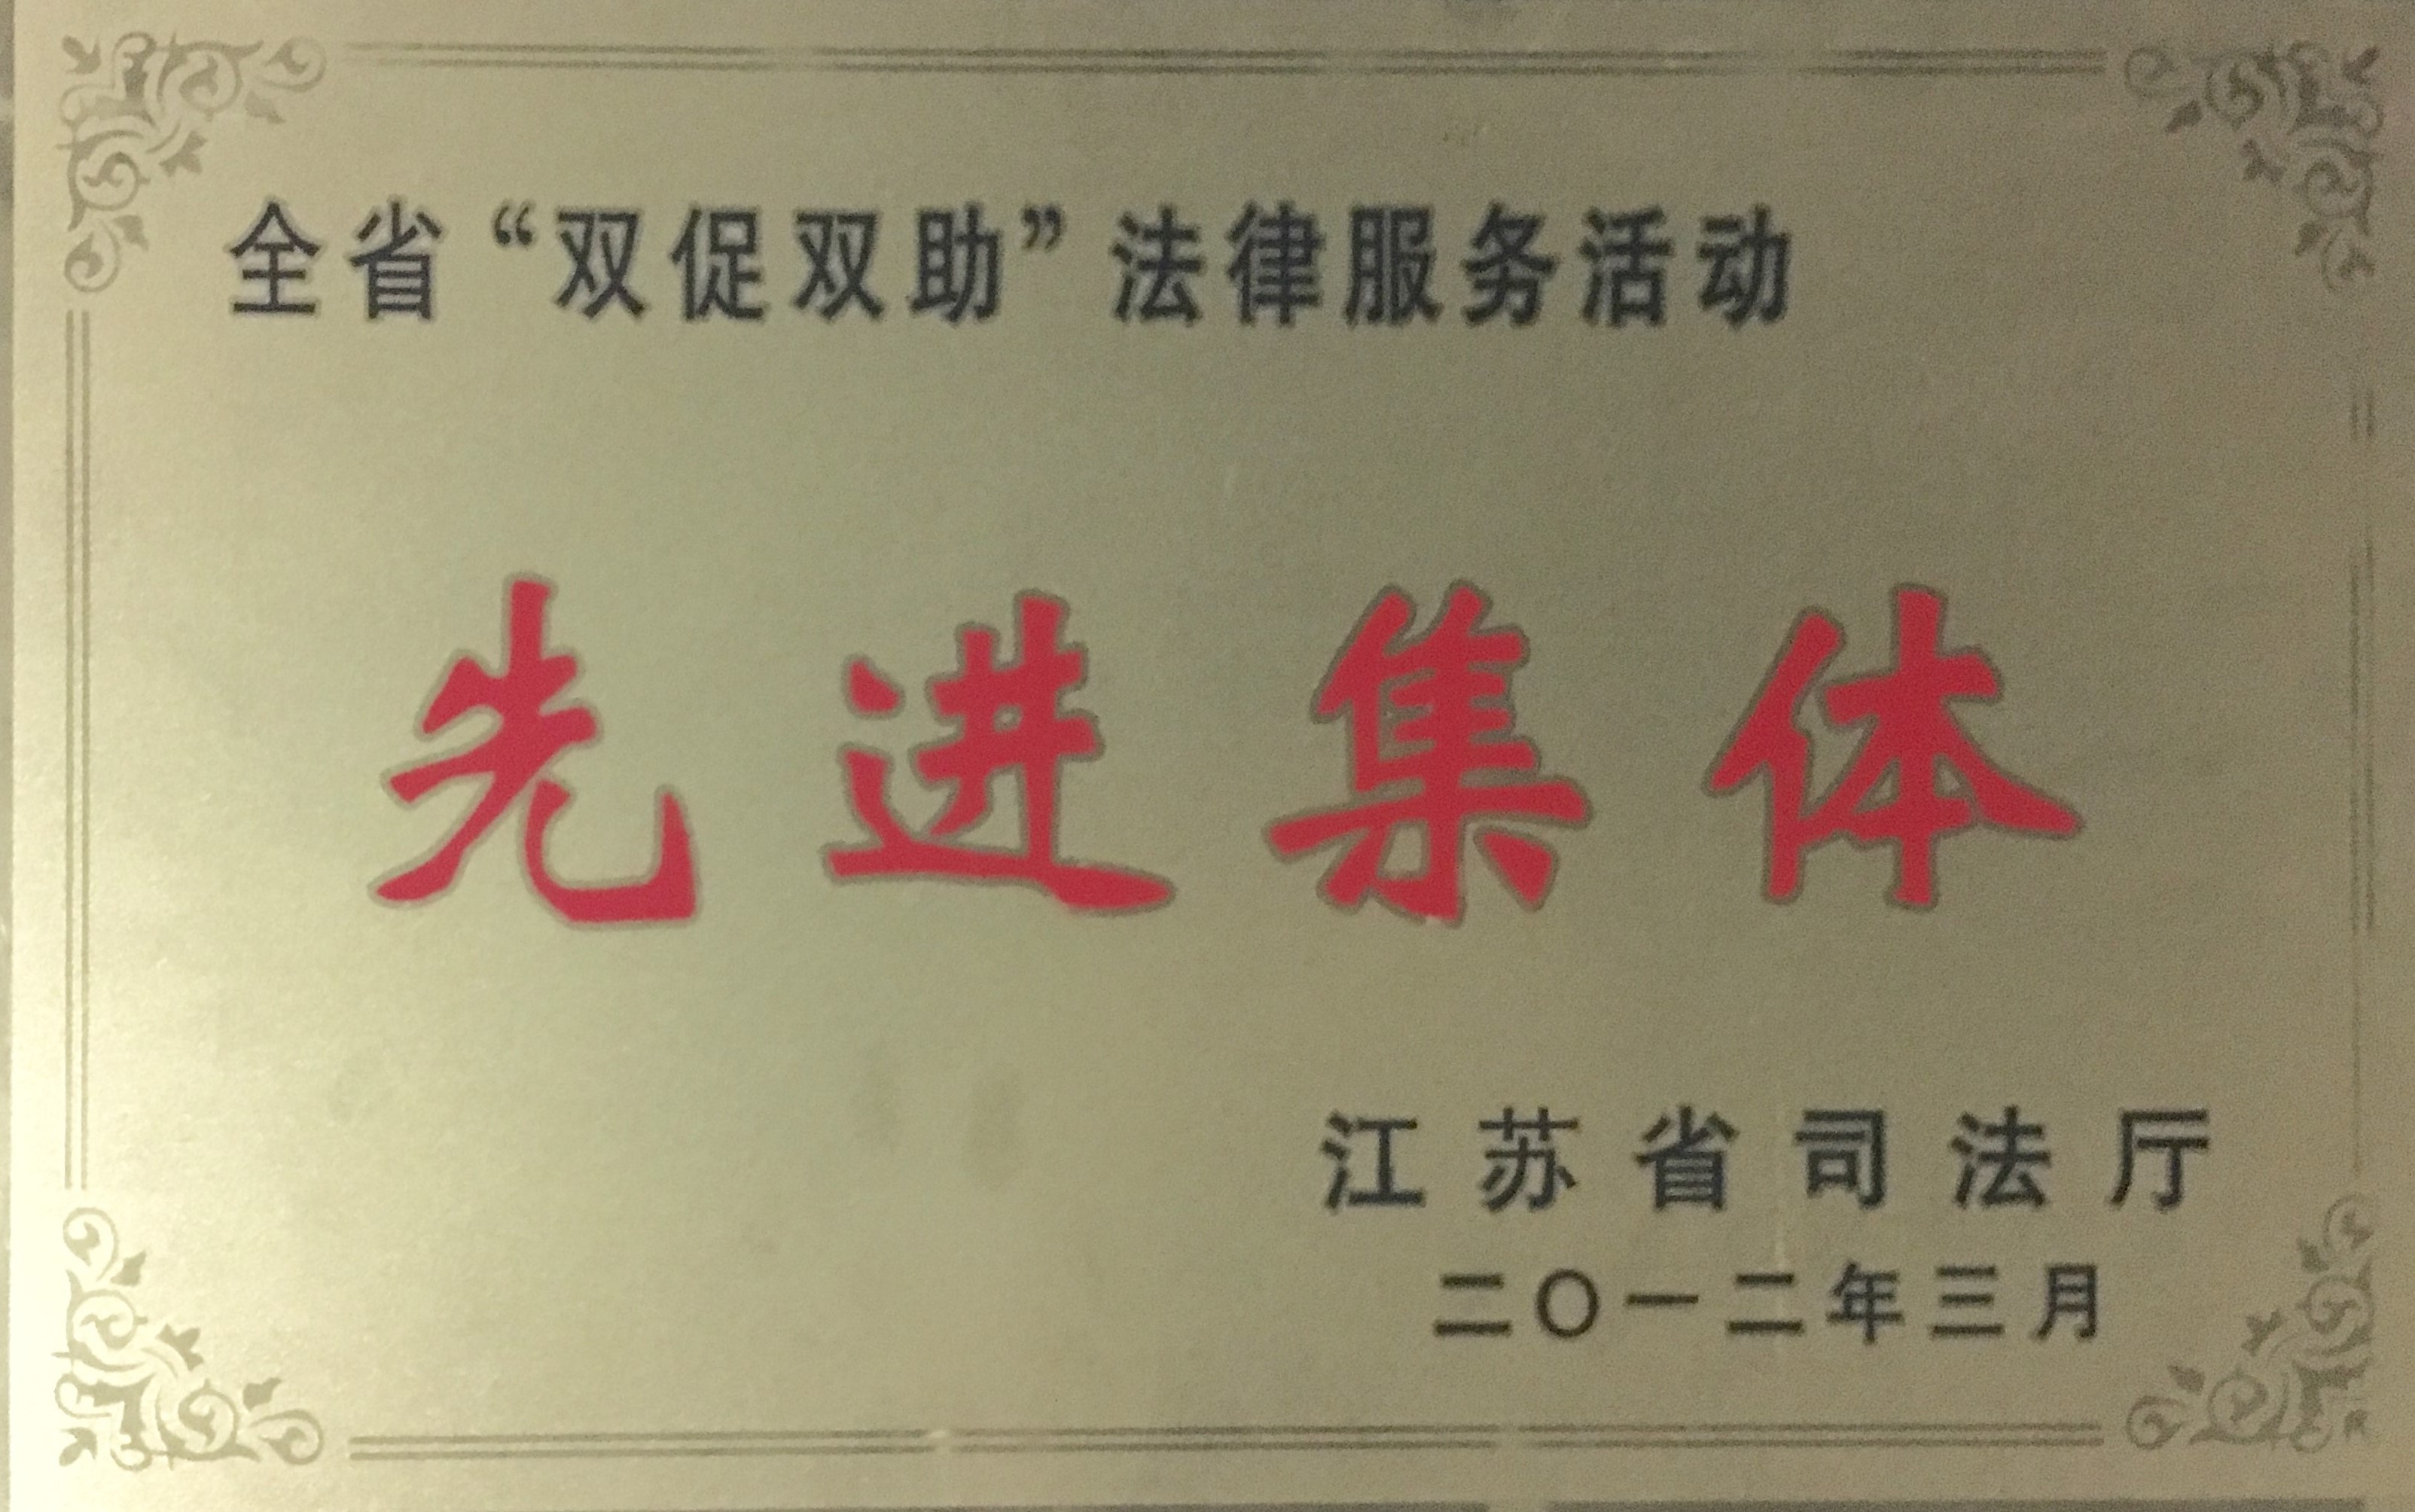 全省“双促双助”法律服务活动
先进集体
江苏省司法厅
二〇一二年三月